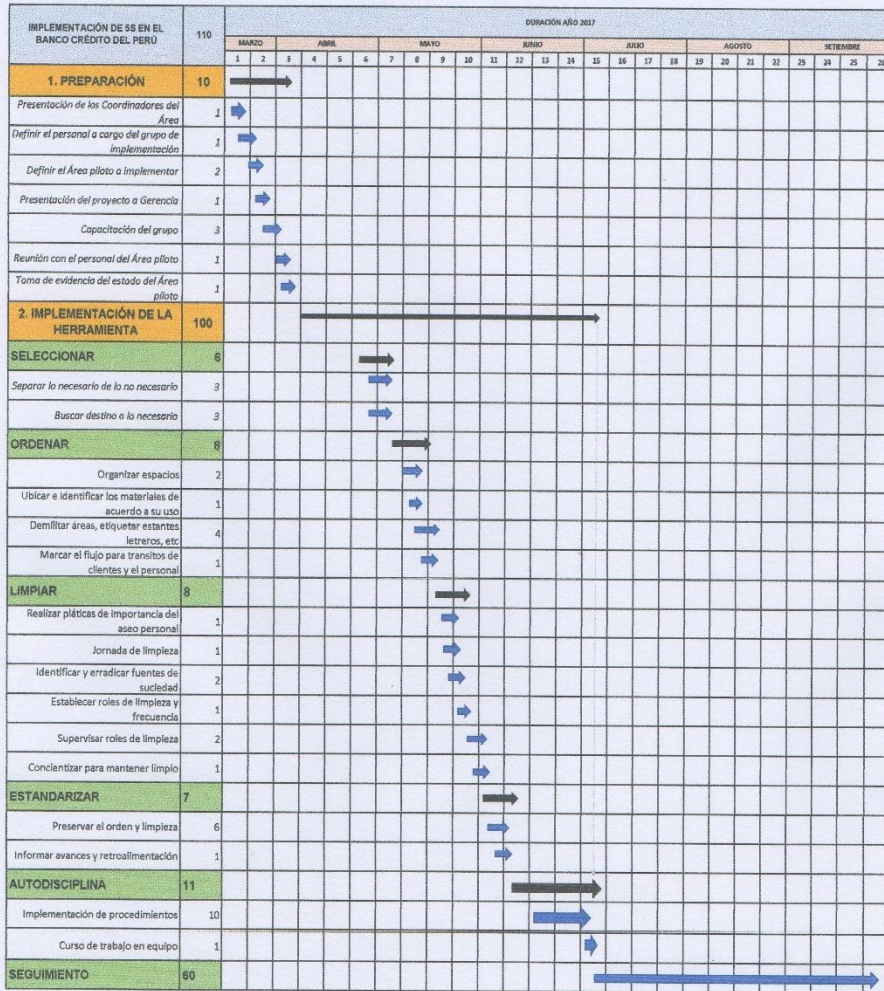 IMPLEMENTACIÓN DE 5S EN EL
BANCO CRÉDITO DEL PERÚ
110
DURACIÓN AÑO 2017
MARZO ABRIL MAYO JUNIO JULIO AGOSTO SETIEMBRE
1 2 3 4 5 6 7 8 9 10 11 12 13 14 15 16 17 18 19 20 21 22 23 24 25 26
1. PREPARACIÓN 10
Presentación de los Coordinadores del
Área 1
Definir el personal a cargo del grupo de
implementación 1
Definir el Área piloto a implementar 2
Presentación del proyecto a Gerencia 1
Capacitación del grupo 3
Reunión con el personal del Área piloto 1
Toma de evidencia del estado del Área
piloto 1
2. IMPLEMENTACIÓN DE LA
HERRAMIENTA 100
SELECCIONAR 6
Separar lo necesario de lo no necesario 3
Buscar destino a lo necesario 3
ORDENAR 8
Organizar espacios 2
Ubicar e identificar los materiales de
acuerdo a su uso 1
Demilitar áreas, etiquetar estantes
letreros, etc 4
Marcar el flujo para transitos de
clientes y el personal 1
LIMPIAR 8
Realizar pláticas de importancia del
aseo personal 1
Jornada de limpieza 1
Identificar y erradicar fuentes de
suciedad 2
Establecer roles de limpieza y
frecuencia 1
Supervisar roles de limpieza 2
Concientizar para mantener limpio 1
ESTANDARIZAR 7
Preservar el orden y limpieza 6
Informar avances y retroalimentación 1
AUTODISCIPLINA 11
Implementación de procedimientos 10
Curso de trabajo en equipo 1
SEGUIMIENTO 60